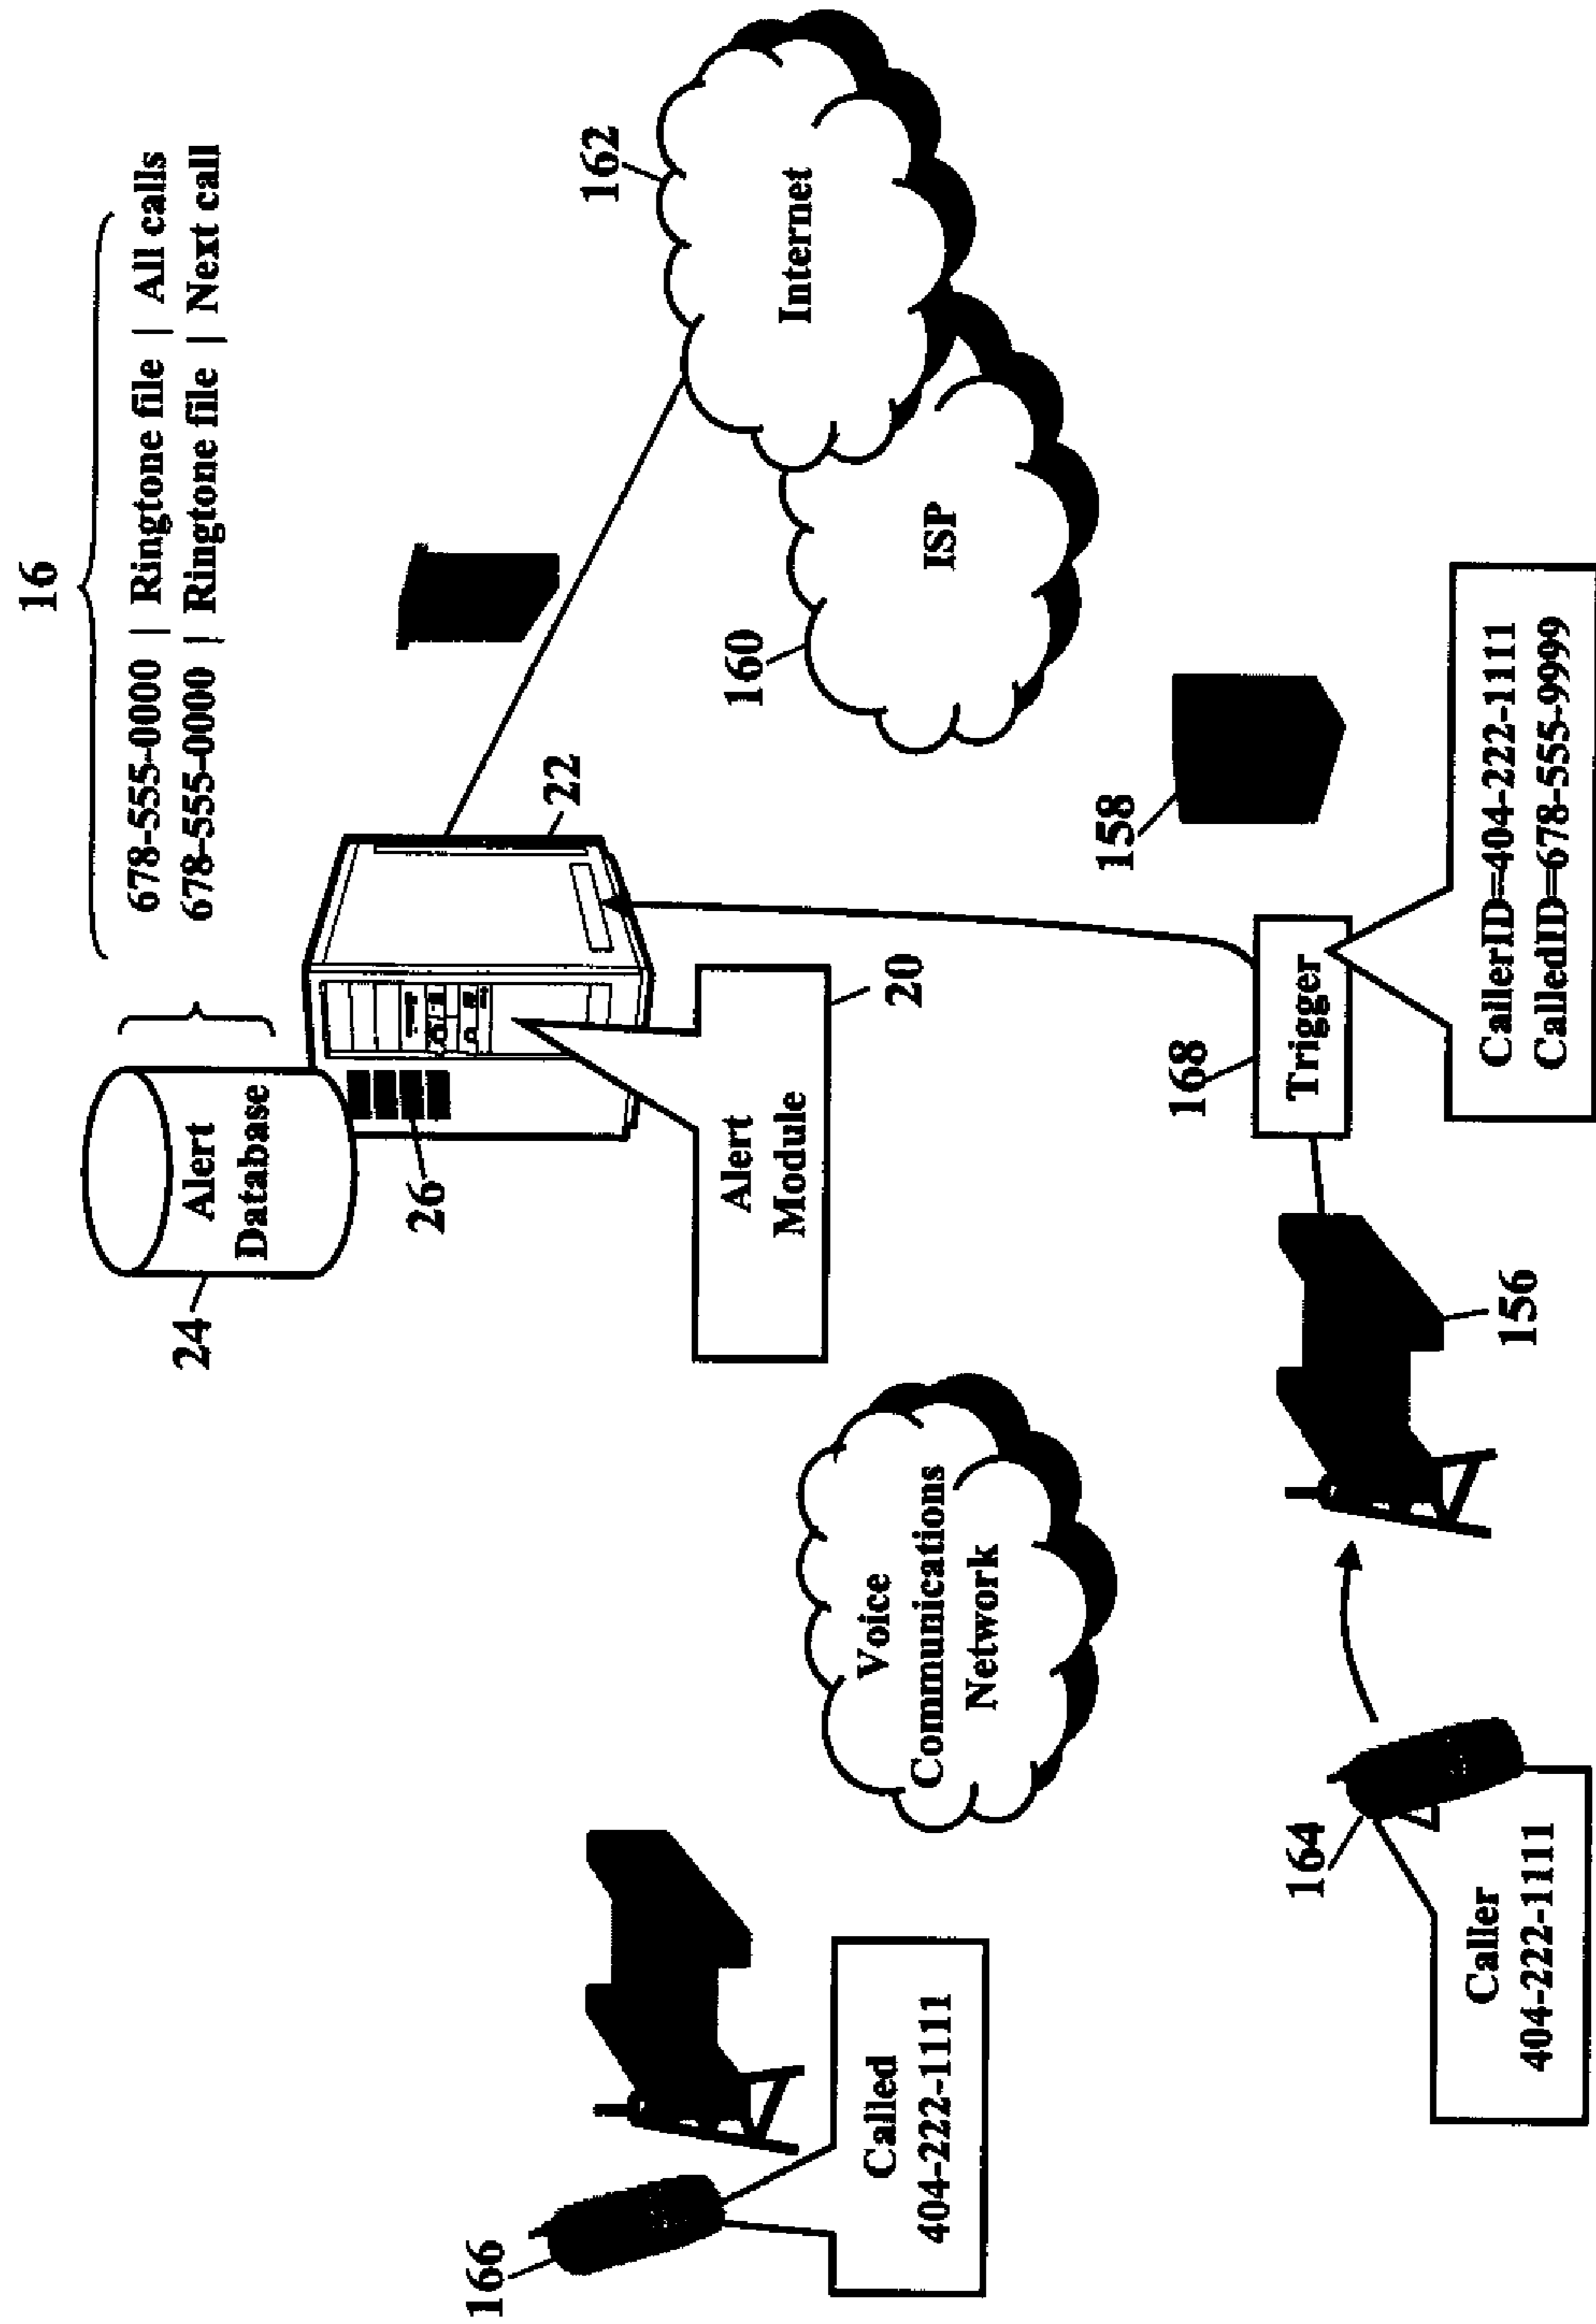 16
678-555-0000 | Ringtone file | All calls
678-555-0000 | Ringtone file | Next call
24
Alert
Database
26
22
Alert
Module
20
162
Internet
160
ISP
166
Called
404-222-1111
Voice
Communications
Network
158
168
Trigger
156
164
Caller
404-222-1111
CallerID=404-222-1111
CalledID=678-555-9999